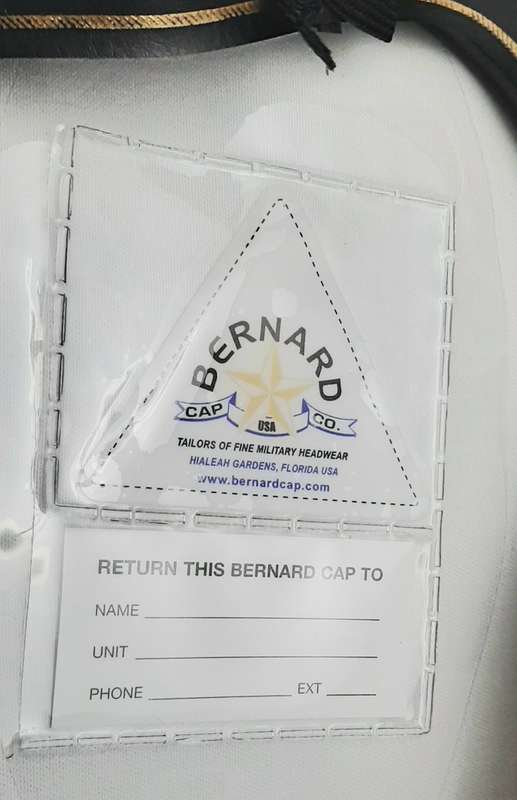 BERNARD
CAP CO.
USA
TAILORS OF FINE MILITARY HEADWEAR
HIALEAH GARDENS, FLORIDA USA
www.bernardcap.com
RETURN THIS BERNARD CAP TO
NAME
UNIT
PHONE EXT